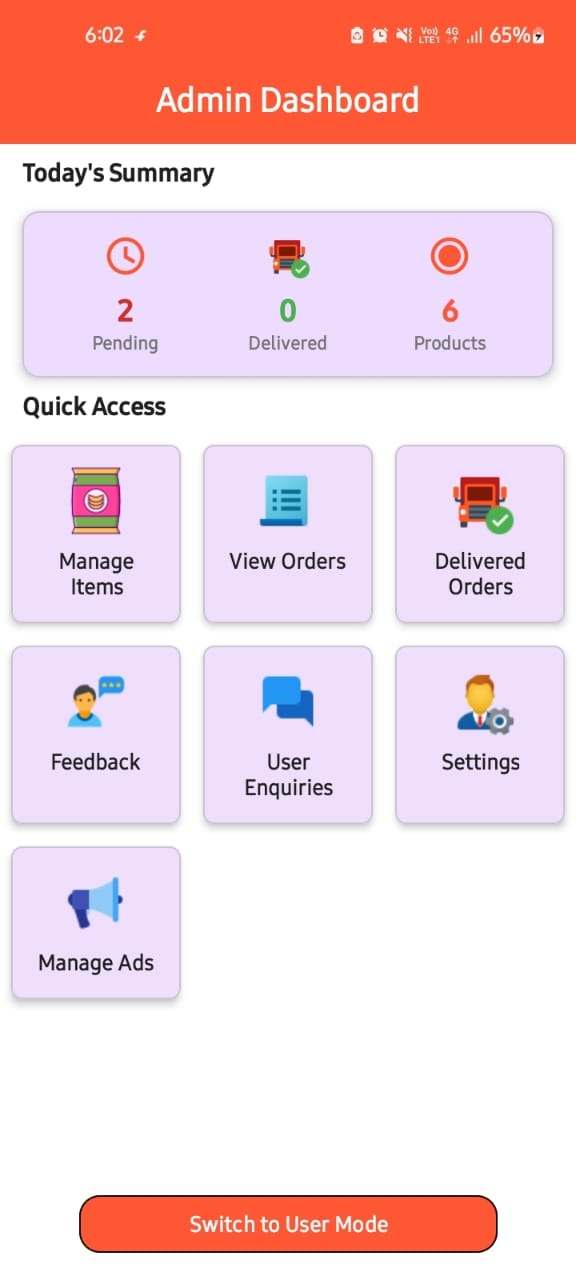 6:02 Vo) 4G 65%
LTE1
Admin Dashboard
Today's Summary
2 0 6
Pending Delivered Products
Quick Access
Manage View Orders Delivered
Items Orders
Feedback User Settings
Enquiries
Manage Ads
Switch to User Mode